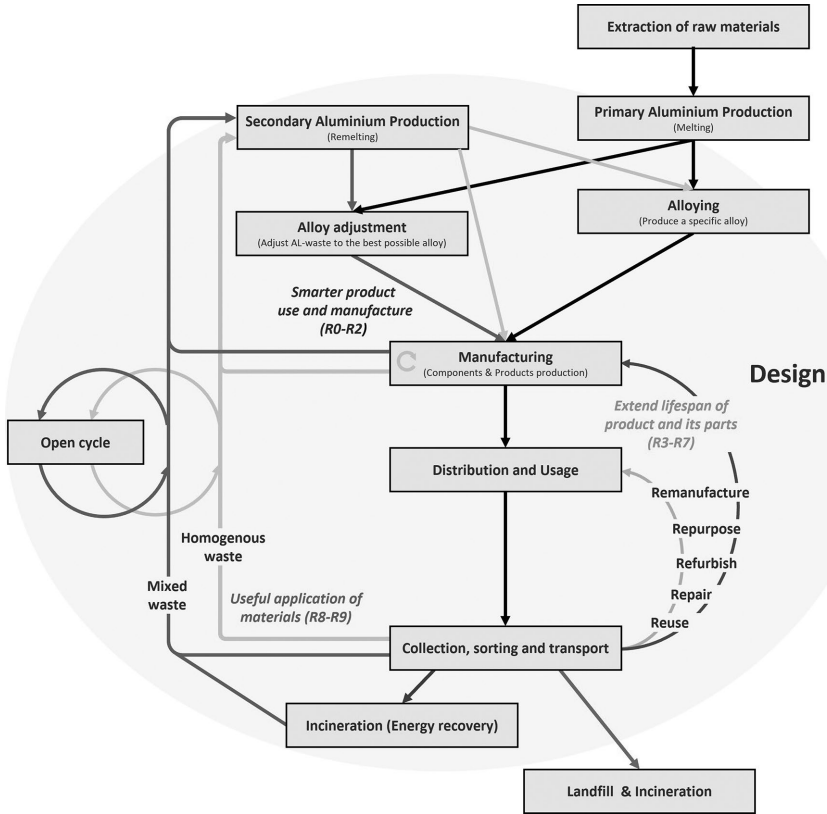 Extraction of raw materials
Secondary Aluminium Production
(Remelting)
Primary Aluminium Production
(Melting)
Alloy adjustment
(Adjust AL-waste to the best possible alloy)
Alloying
(Produce a specific alloy)
Smarter product
use and manufacture
(R0-R2)
Manufacturing
(Components & Products production)
Design
Extend lifespan of
product and its parts
(R3-R7)
Open cycle
Distribution and Usage
Remanufacture
Repurpose
Refurbish
Repair
Reuse
Homogenous
waste
Mixed
waste
Useful application of
materials (R8-R9)
Collection, sorting and transport
Incineration (Energy recovery)
Landfill & Incineration